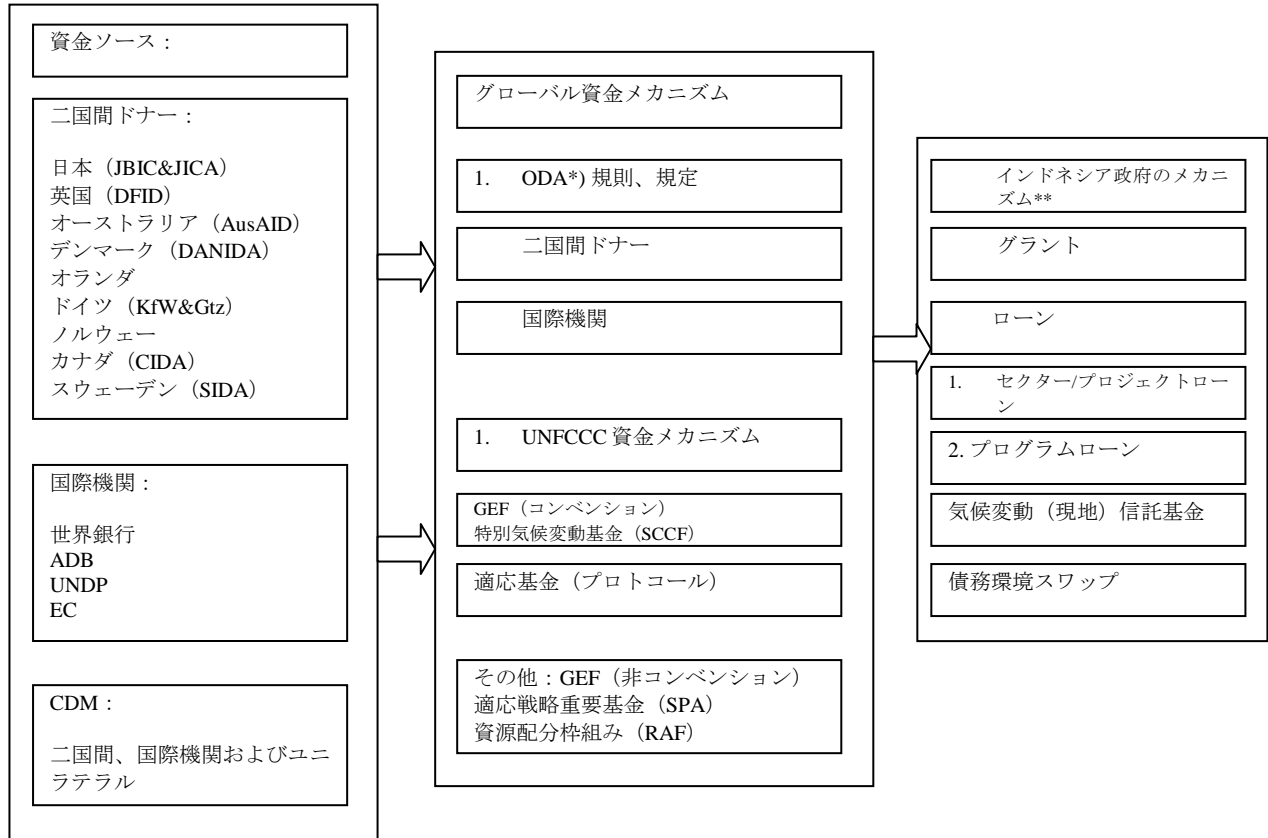 資金ソース：
二国間ドナー：
日本（JBIC&JICA）
英国（DFID）
オーストラリア（AusAID）
デンマーク（DANIDA）
オランダ
ドイツ（KfW&Gtz）
ノルウェー
カナダ（CIDA）
スウェーデン（SIDA）
国際機関：
世界銀行
ADB
UNDP
EC
CDM：
二国間、国際機関およびユニ
ラテラル
グローバル資金メカニズム
1. ODA*) 規則、規定
二国間ドナー
国際機関
1. UNFCCC 資金メカニズム
GEF（コンベンション）
特別気候変動基金（SCCF）
適応基金（プロトコール）
その他：GEF（非コンベンション）
適応戦略重要基金（SPA）
資源配分枠組み（RAF）
インドネシア政府のメカニ
ズム**
グラント
ローン
1. セクター/プロジェクトロー
ン
2. プログラムローン
気候変動（現地）信託基金
債務環境スワップ